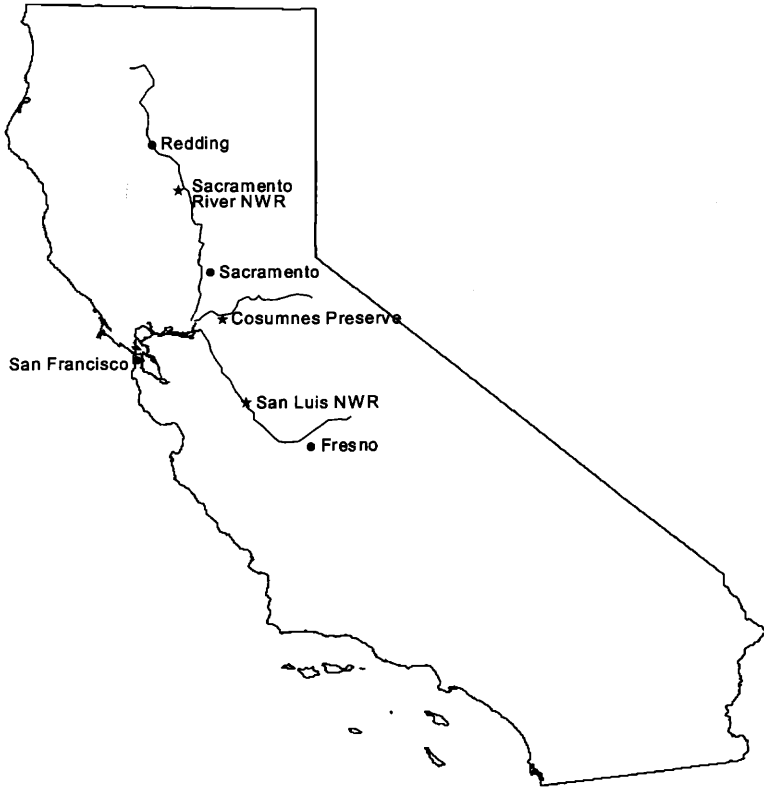 Redding
Sacramento
River NWR
Sacramento
Cosumnes Preserve
San Francisco
San Luis NWR
Fresno